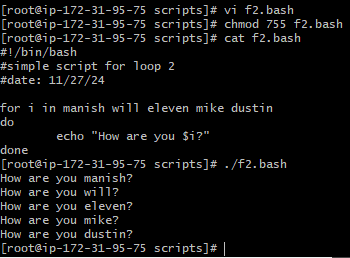 [root@ip-172-31-95-75 scripts]# vi f2.bash
[root@ip-172-31-95-75 scripts]# chmod 755 f2.bash
[root@ip-172-31-95-75 scripts]# cat f2.bash
#!/bin/bash
#simple script for loop 2
#date: 11/27/24

for i in manish will eleven mike dustin
do
        echo "How are you $i?"
done
[root@ip-172-31-95-75 scripts]# ./f2.bash
How are you manish?
How are you will?
How are you eleven?
How are you mike?
How are you dustin?
[root@ip-172-31-95-75 scripts]#